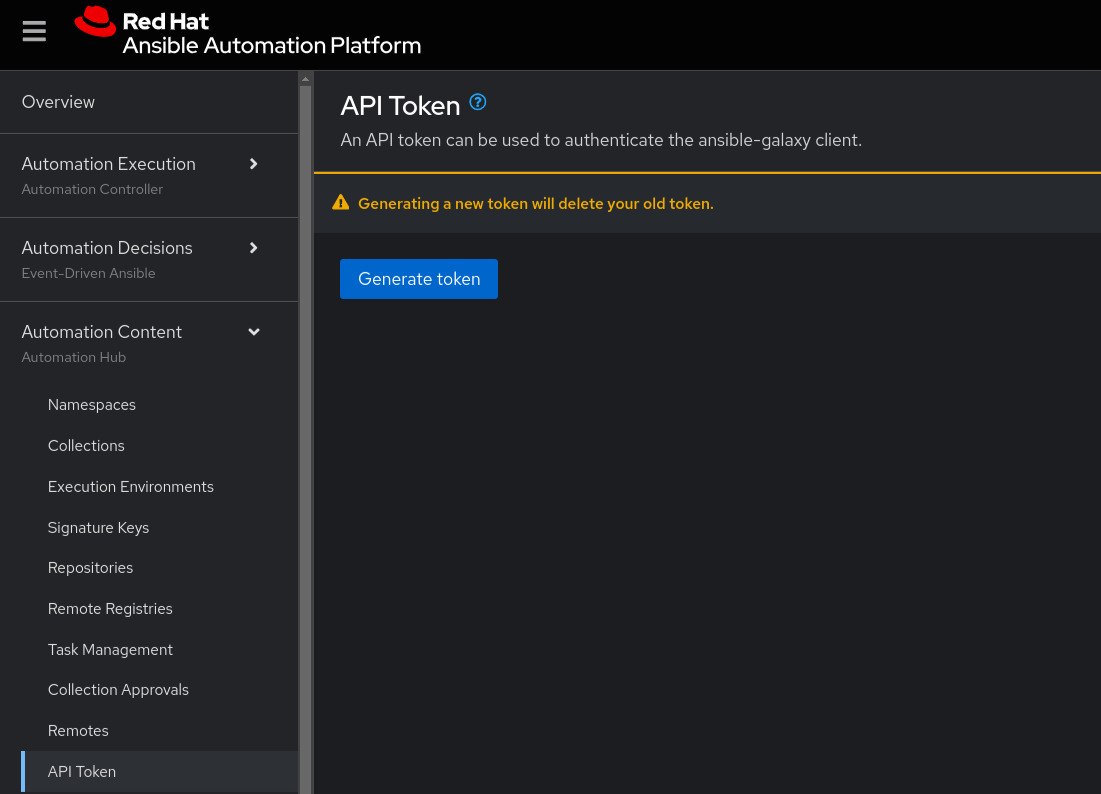 Red Hat
Ansible Automation Platform
Overview
Automation Execution
Automation Controller
Automation Decisions
Event-Driven Ansible
Automation Content
Automation Hub
Namespaces
Collections
Execution Environments
Signature Keys
Repositories
Remote Registries
Task Management
Collection Approvals
Remotes
API Token
API Token
An API token can be used to authenticate the ansible-galaxy client.
Generating a new token will delete your old token.
Generate token